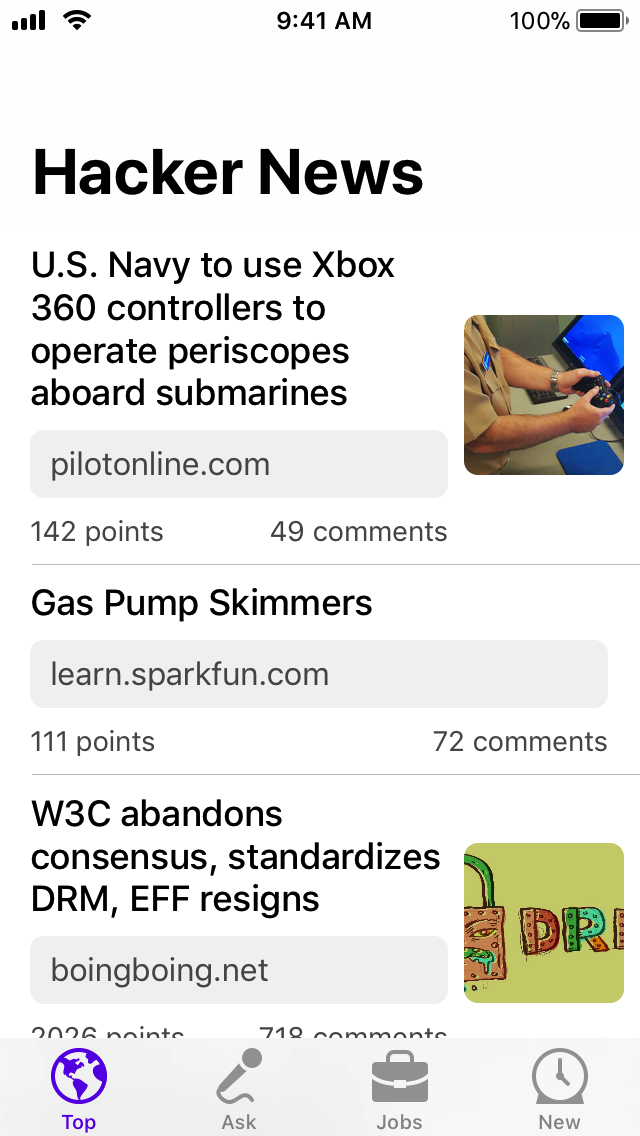 9:41 AM 100%
Hacker News
U.S. Navy to use Xbox
360 controllers to
operate periscopes
aboard submarines
pilotonline.com
142 points 49 comments
Gas Pump Skimmers
learn.sparkfun.com
111 points 72 comments
W3C abandons
consensus, standardizes
DRM, EFF resigns
DR
boingboing.net
2026 points 718 comments
Top Ask Jobs New